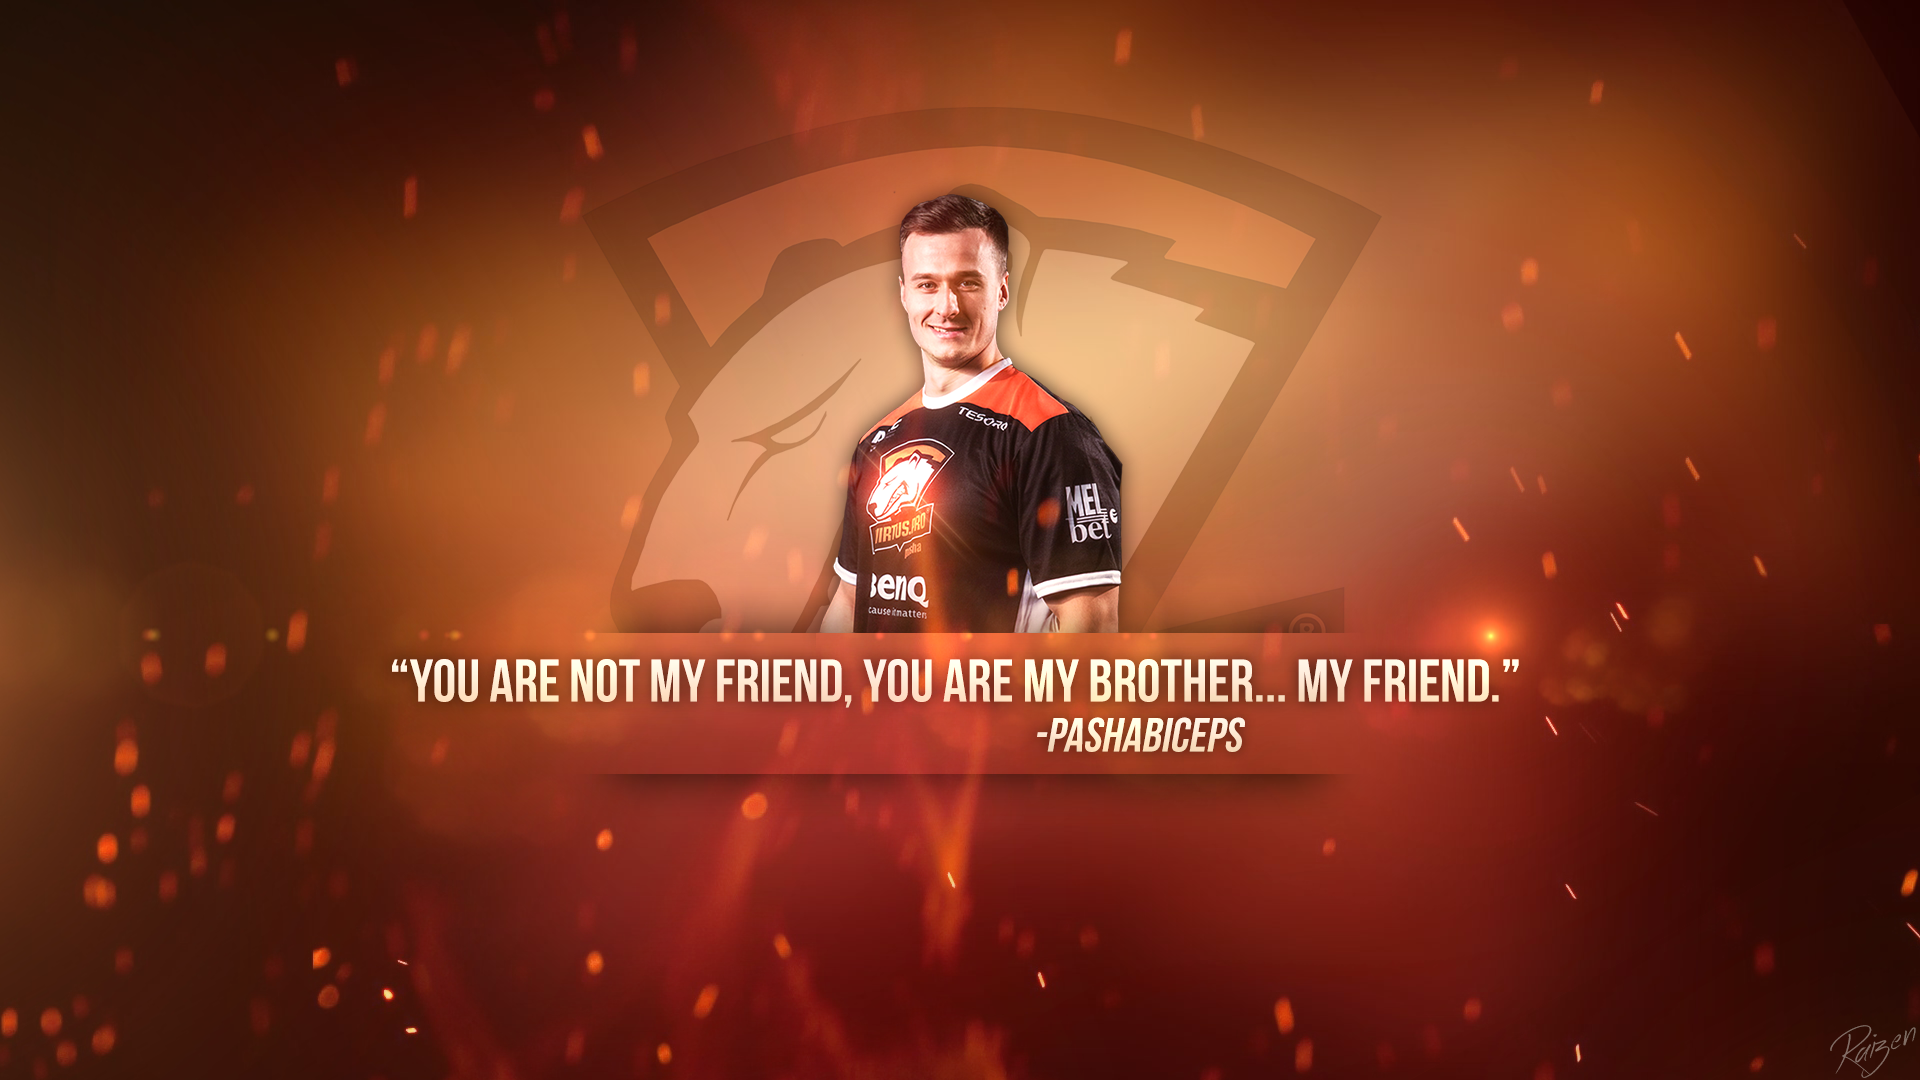 TESORO
VIRTUS.PRO
pasha
MEL
bet
BenQ
®
“YOU ARE NOT MY FRIEND, YOU ARE MY BROTHER... MY FRIEND.”
-PASHABICEPS
Raizen